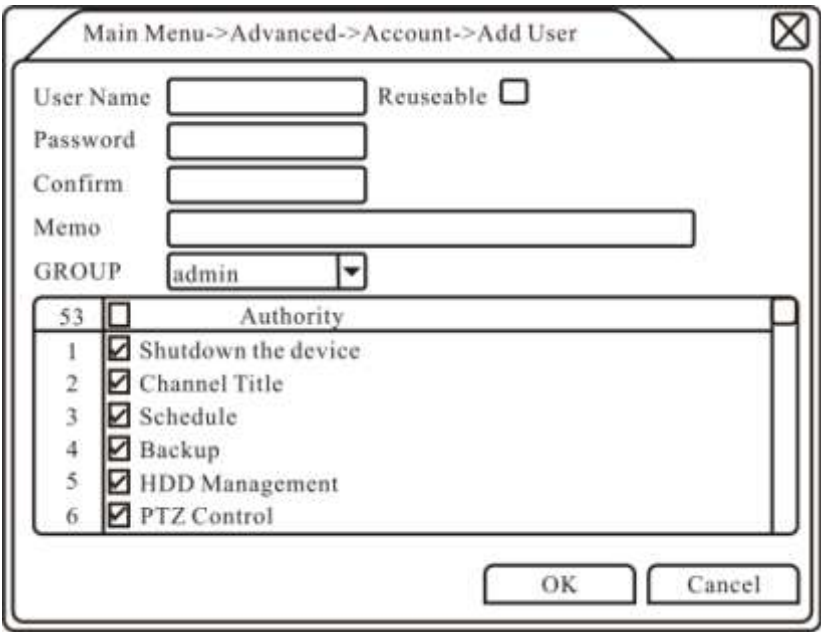 Main Menu->Advanced->Account->Add User
User Name Reuseable
Password
Confirm
Memo
GROUP admin
53 Authority
1 Shutdown the device
2 Channel Title
3 Schedule
4 Backup
5 HDD Management
6 PTZ Control
OK Cancel